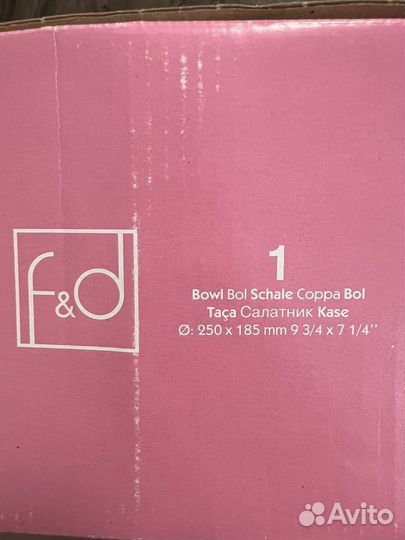 f&d
1
Bowl Bol Schale Coppa Bol
Taça Салатник Kase
Ø: 250 x 185 mm 9 3/4 x 7 1/4''
Avito